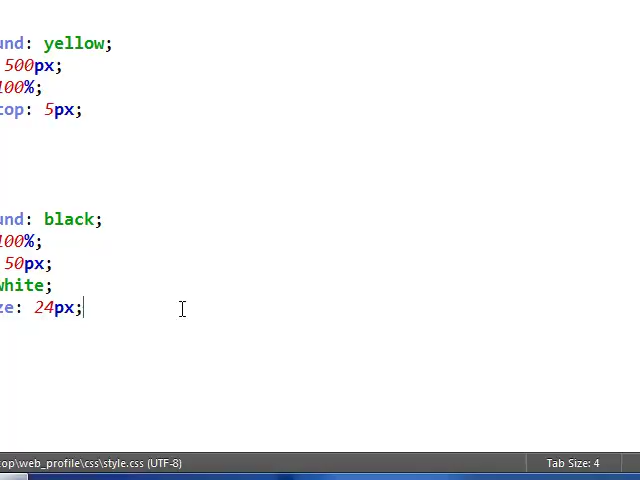 und: yellow;
500px;
100%;
top: 5px;
und: black;
100%;
50px;
white;
ze: 24px;
op\web_profile\css\style.css (UTF-8)
Tab Size: 4